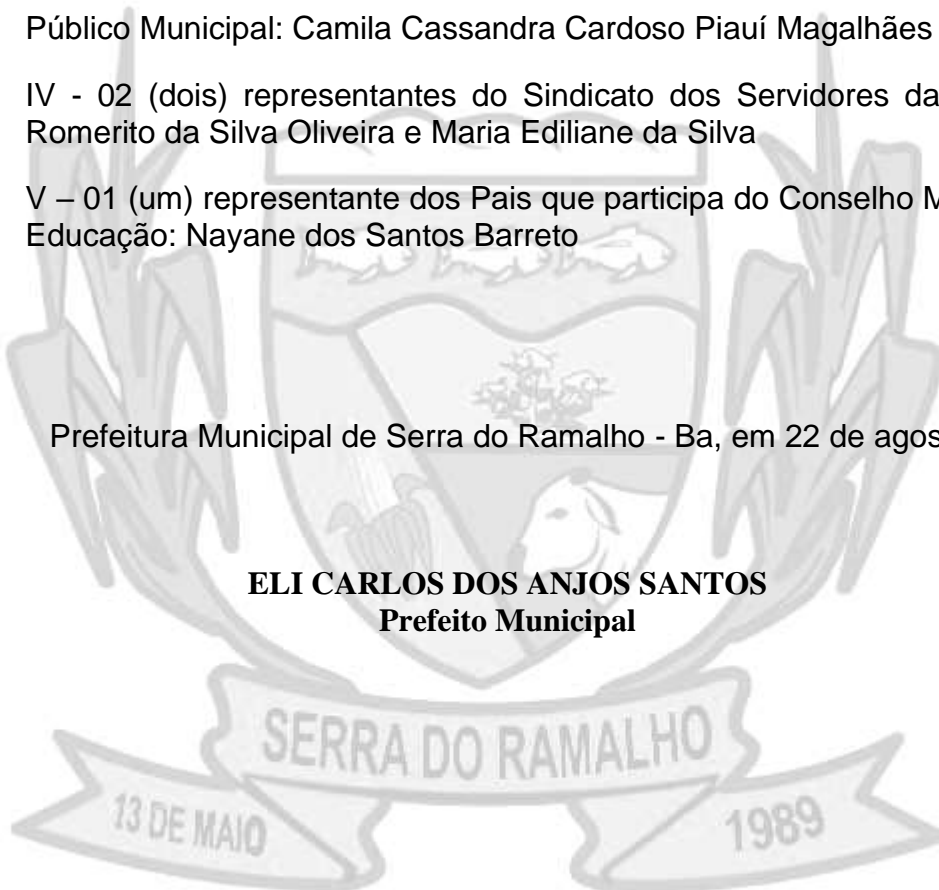 Público Municipal: Camila Cassandra Cardoso Piauí Magalhães
IV - 02 (dois) representantes do Sindicato dos Servidores da
Romerito da Silva Oliveira e Maria Ediliane da Silva
V – 01 (um) representante dos Pais que participa do Conselho M
Educação: Nayane dos Santos Barreto
Prefeitura Municipal de Serra do Ramalho - Ba, em 22 de agos
ELI CARLOS DOS ANJOS SANTOS
Prefeito Municipal
SERRA DO RAMALHO
13 DE MAIO
1989